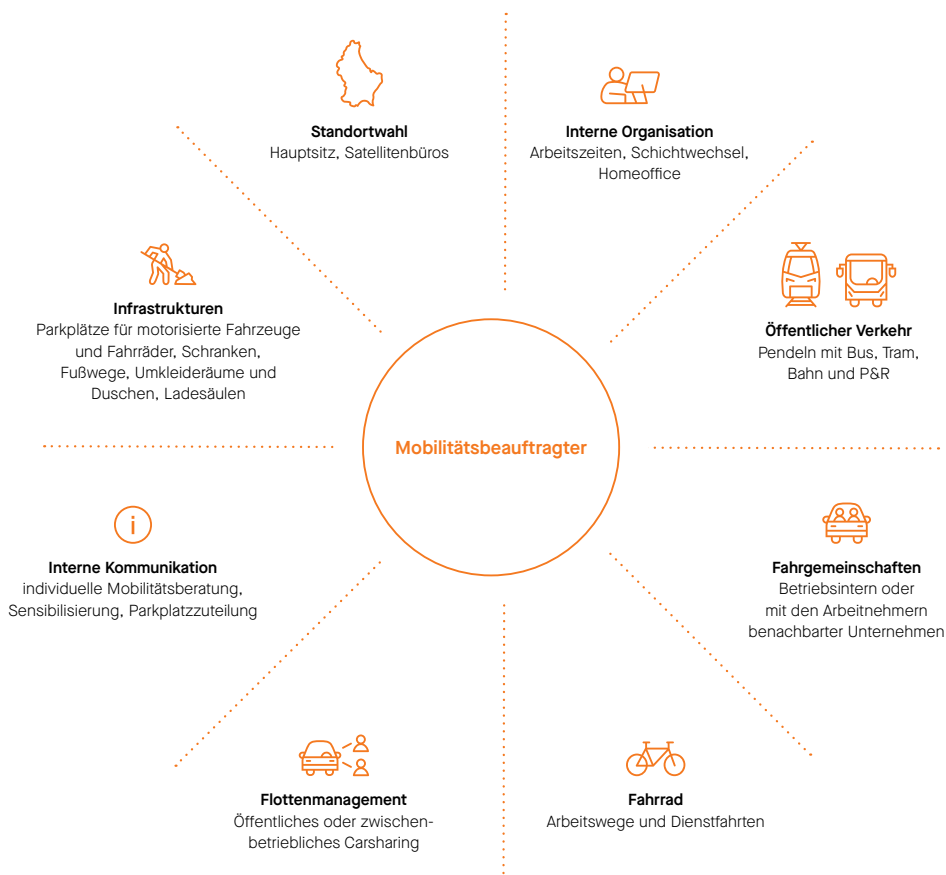 Standortwahl
Hauptsitz, Satellitenbüros
Interne Organisation
Arbeitszeiten, Schichtwechsel,
Homeoffice
Infrastrukturen
Parkplätze für motorisierte Fahrzeuge
und Fahrräder, Schranken,
Fußwege, Umkleideräume und
Duschen, Ladesäulen
Öffentlicher Verkehr
Pendeln mit Bus, Tram,
Bahn und P&R
Mobilitätsbeauftragter
i
Interne Kommunikation
individuelle Mobilitätsberatung,
Sensibilisierung, Parkplatzzuteilung
Fahrgemeinschaften
Betriebsintern oder
mit den Arbeitnehmern
benachbarter Unternehmen
Flottenmanagement
Öffentliches oder zwischen-
betriebliches Carsharing
Fahrrad
Arbeitswege und Dienstfahrten